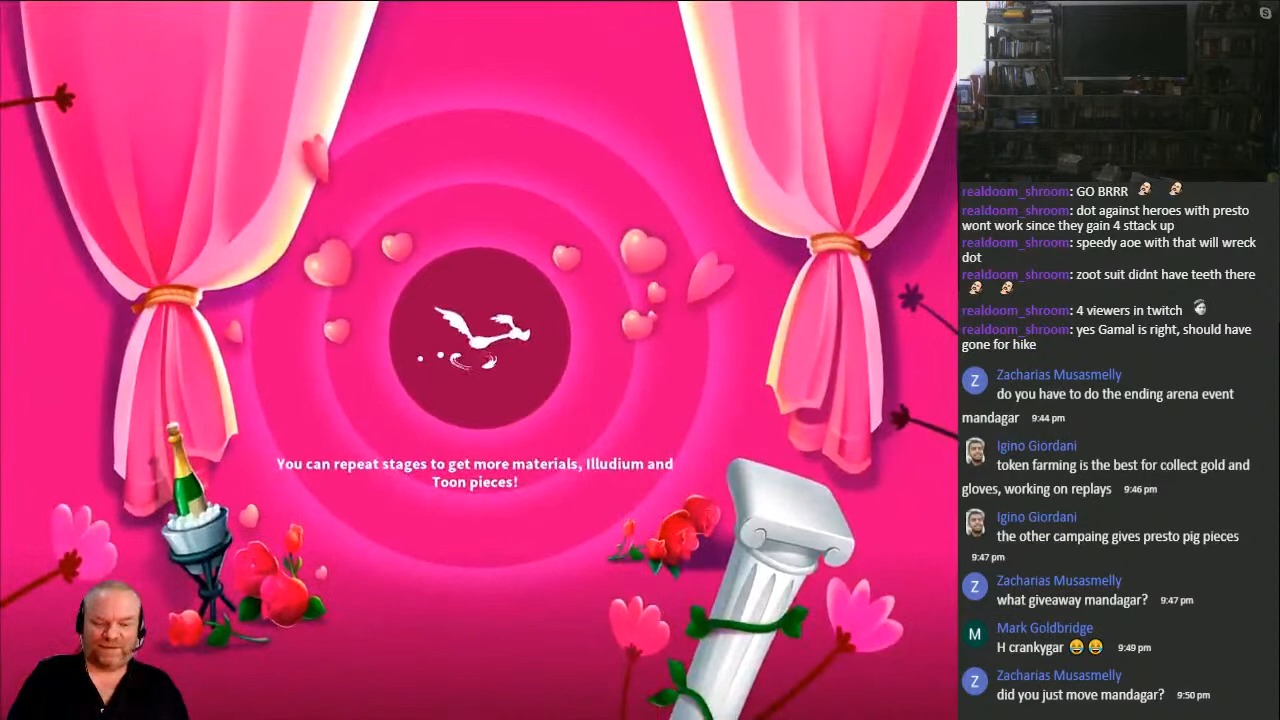 You can repeat stages to get more materials, Illudium and
Toon pieces!
realdoom_shroom: GO BRRR
realdoom_shroom: dot against heroes with presto
wont work since they gain 4 sttack up
realdoom_shroom: speedy aoe with that will wreck
dot
realdoom_shroom: zoot suit didnt have teeth there
realdoom_shroom: 4 viewers in twitch
realdoom_shroom: yes Gamal is right, should have
gone for hike
Z
Zacharias Musasmelly
do you have to do the ending arena event
mandagar 9:44 pm
Igino Giordani
token farming is the best for collect gold and
gloves, working on replays 9:46 pm
Igino Giordani
the other campaing gives presto pig pieces
9:47 pm
Z
Zacharias Musasmelly
what giveaway mandagar? 9:47 pm
M
Mark Goldbridge
H crankygar 😂 😂 9:49 pm
Z
Zacharias Musasmelly
did you just move mandagar? 9:50 pm